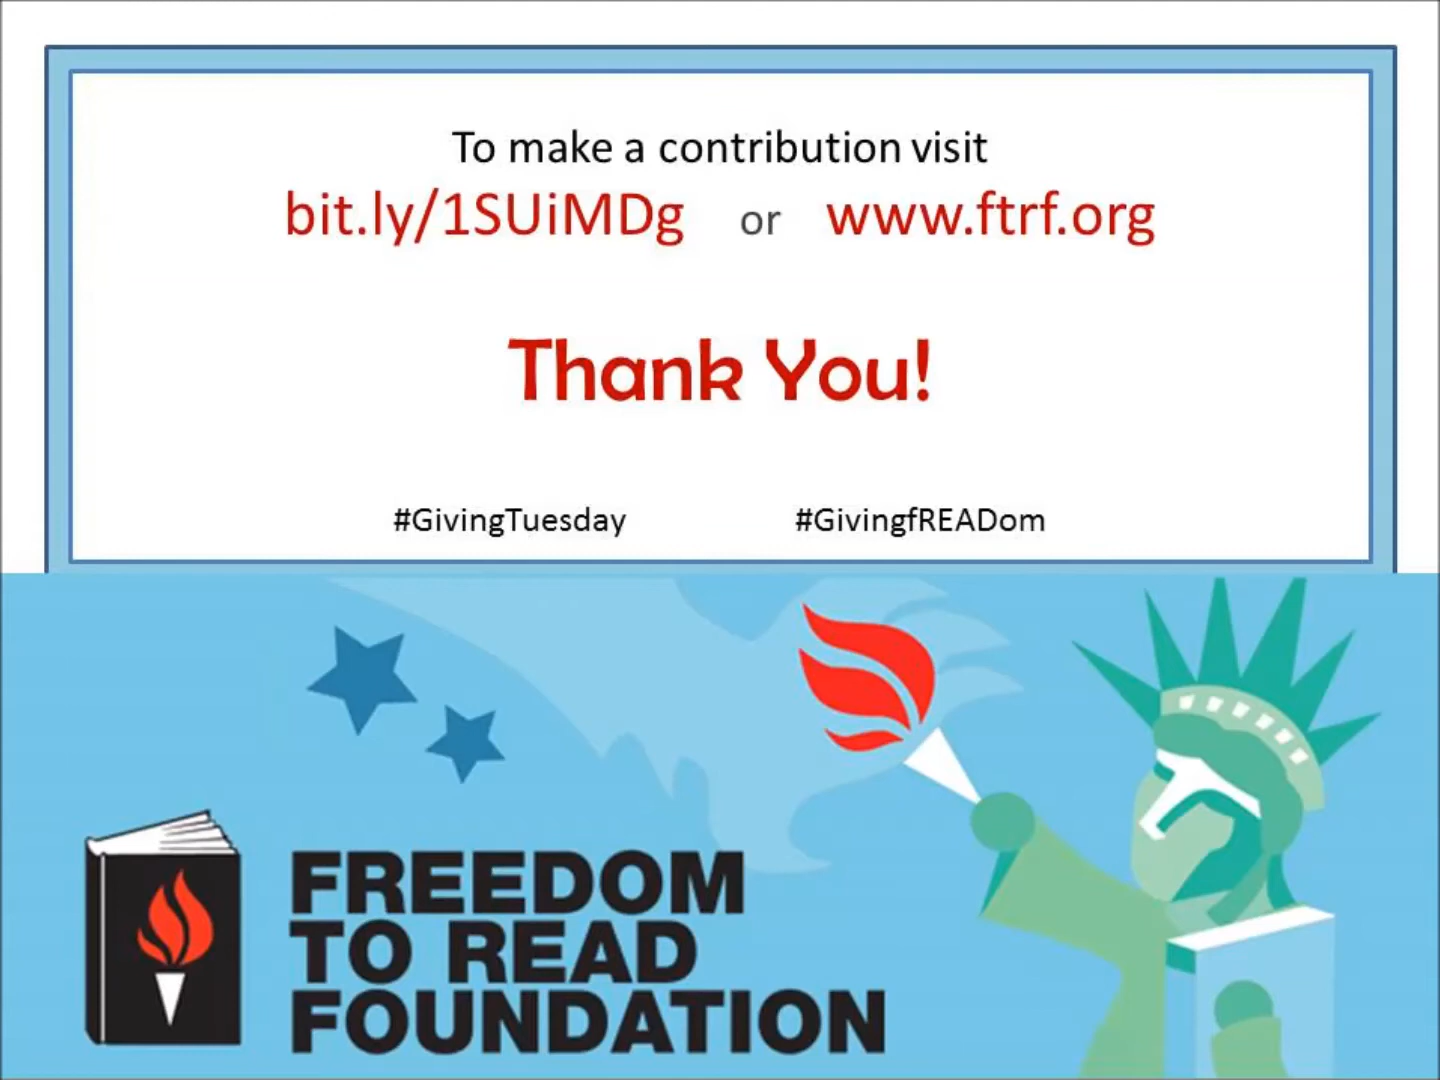 To make a contribution visit
bit.ly/1SUiMDg or www.ftrf.org
Thank You!
#GivingTuesday #GivingfREADom
FREEDOM
TO READ
FOUNDATION